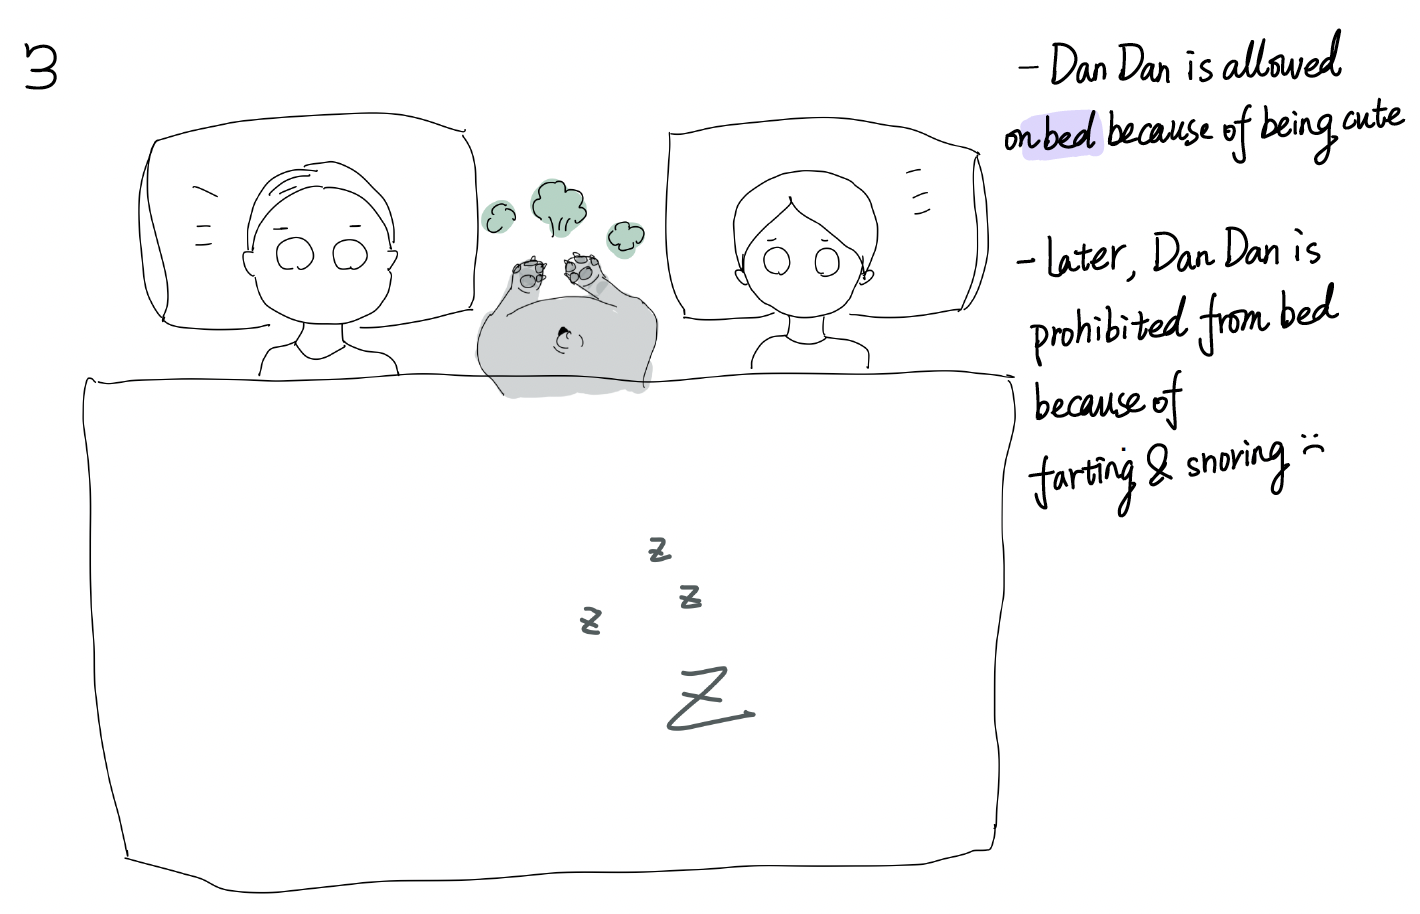 3
- Dan Dan is allowed
on bed because of being cute
- Later, Dan Dan is
prohibited from bed
because of
farting & snoring :(
z
z
z
Z